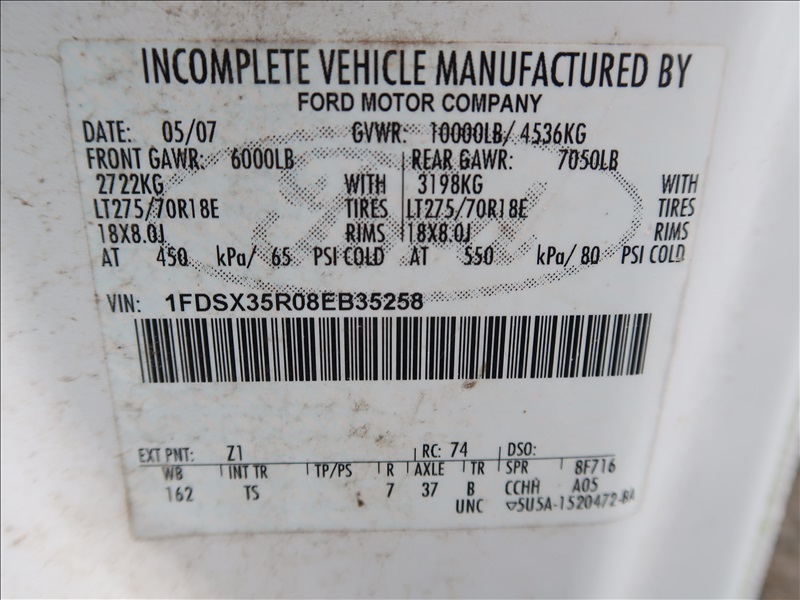 INCOMPLETE VEHICLE MANUFACTURED BY
FORD MOTOR COMPANY
DATE: 05/07 GVWR: 10000LB/ 4536KG
FRONT GAWR: 6000LB REAR GAWR: 7050LB
2722KG WITH 3198KG WITH
LT275/70R18E TIRES LT275/70R18E TIRES
18X8.0J RIMS 18X8.0J RIMS
AT 450 kPa/ 65 PSI COLD AT 550 kPa/ 80 PSI COLD
VIN: 1FDSX35R08EB35258
EXT PNT: Z1 RC: 74 DSO:
WB INT TR TP/PS R AXLE TR SPR 8F716
162 TS 7 37 B CCHH A05
UNC 5U5A-1520472-BA